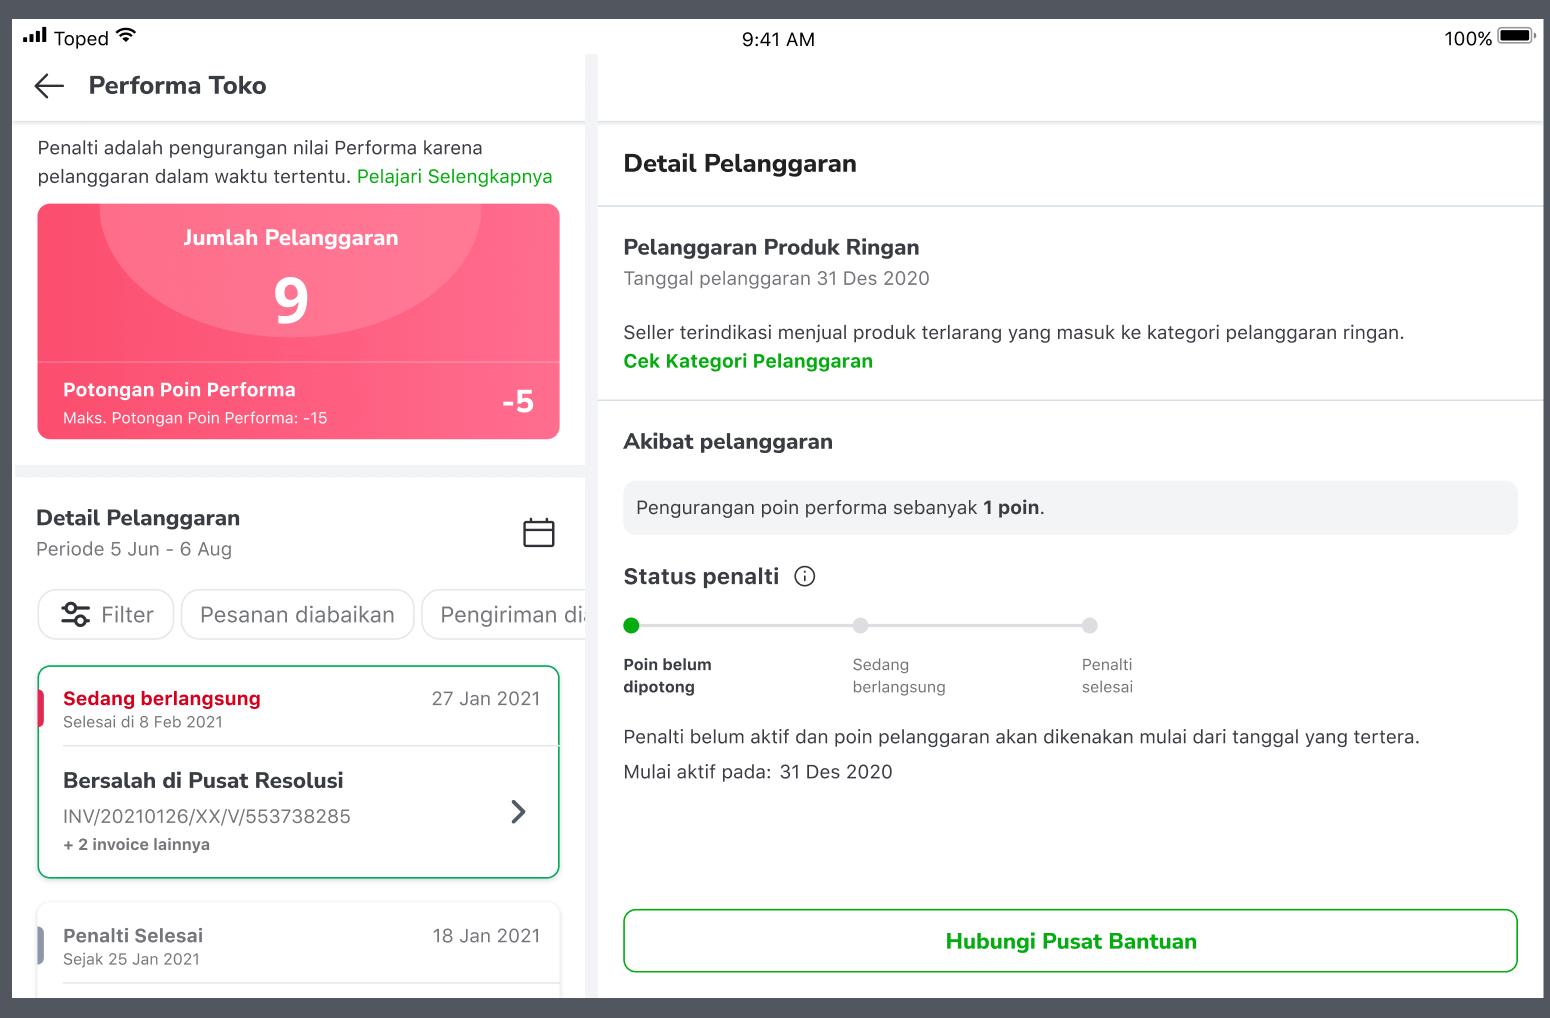 Toped
9:41 AM
100%
Performa Toko
Penalti adalah pengurangan nilai Performa karena
pelanggaran dalam waktu tertentu. Pelajari Selengkapnya
Jumlah Pelanggaran
9
Potongan Poin Performa
Maks. Potongan Poin Performa: -15
-5
Detail Pelanggaran
Periode 5 Jun - 6 Aug
Filter
Pesanan diabaikan
Pengiriman di
Sedang berlangsung
27 Jan 2021
Selesai di 8 Feb 2021
Bersalah di Pusat Resolusi
INV/20210126/XX/V/553738285
+ 2 invoice lainnya
Penalti Selesai
18 Jan 2021
Sejak 25 Jan 2021
Detail Pelanggaran
Pelanggaran Produk Ringan
Tanggal pelanggaran 31 Des 2020
Seller terindikasi menjual produk terlarang yang masuk ke kategori pelanggaran ringan.
Cek Kategori Pelanggaran
Akibat pelanggaran
Pengurangan poin performa sebanyak 1 poin.
Status penalti
Poin belum
dipotong
Sedang
berlangsung
Penalti
selesai
Penalti belum aktif dan poin pelanggaran akan dikenakan mulai dari tanggal yang tertera.
Mulai aktif pada: 31 Des 2020
Hubungi Pusat Bantuan